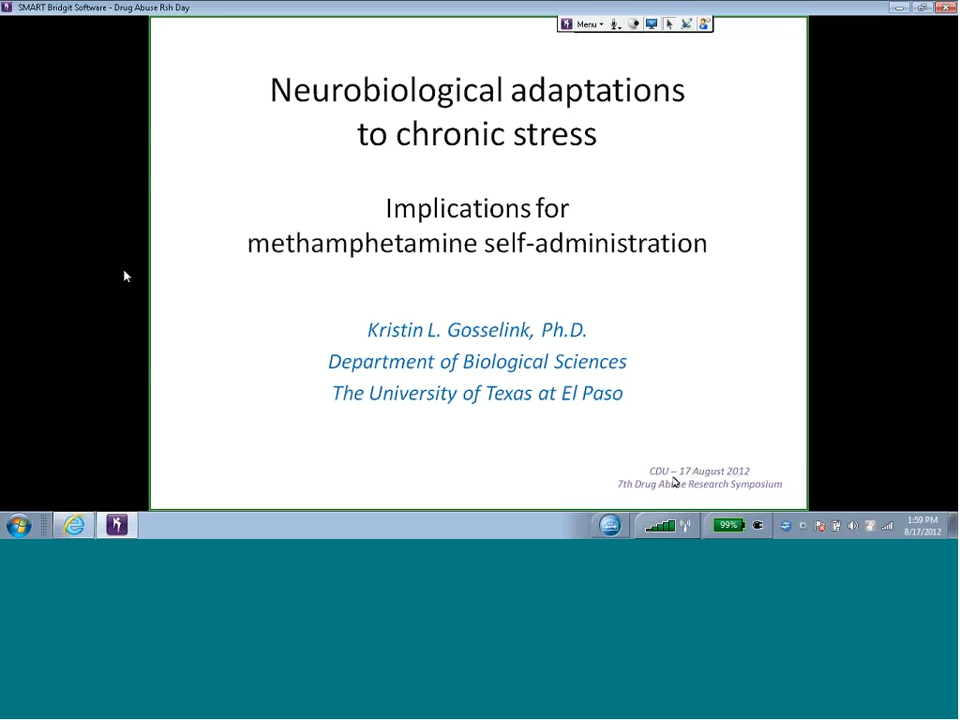 SMART Bridgit Software - Drug Abuse Rsh Day
Menu
Neurobiological adaptations
to chronic stress
Implications for
methamphetamine self-administration
Kristin L. Gosselink, Ph.D.
Department of Biological Sciences
The University of Texas at El Paso
CDU – 17 August 2012
7th Drug Abuse Research Symposium
99%
1:59 PM
8/17/2012